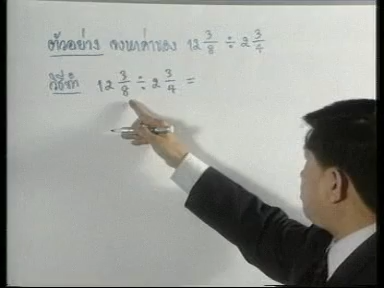 ตัวอย่าง จงหาค่าของ 12 3/8 ÷ 2 3/4
วิธีทำ 12 3/8 ÷ 2 3/4 =